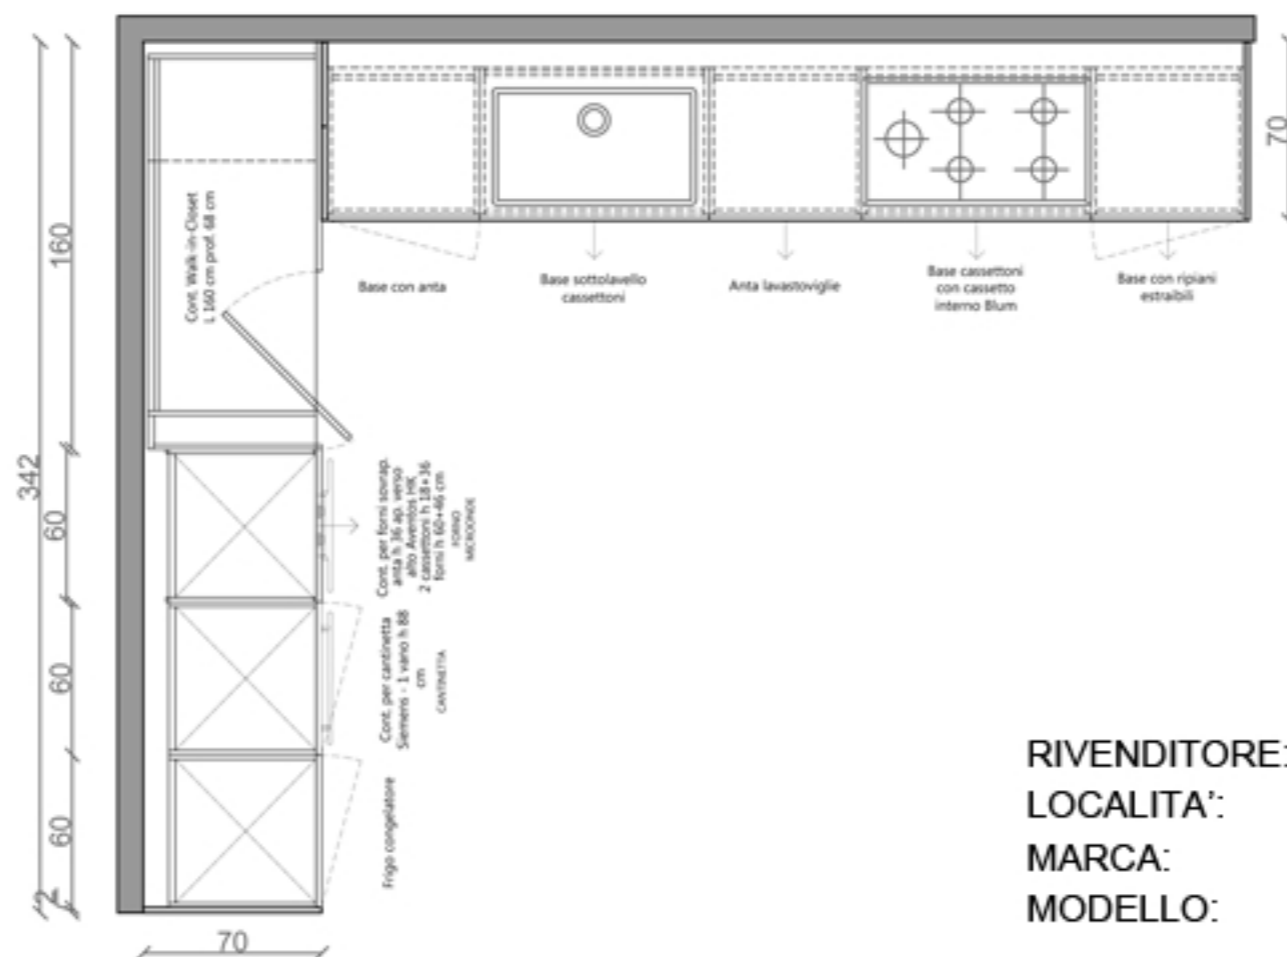 70
160
Cont. Walk-in-Closet
L 160 cm prof. 68 cm
Base con anta
Base sottolavello
cassettoni
Anta lavastoviglie
Base cassettoni
con cassetto
interno Blum
Base con ripiani
estraibili
342
60
Cont. per forni sovrap.
anta h 36 ap. verso
alto Aventos HK
2 cassettoni h 18+36
forni h 60+46 cm
FORNO
MICROONDE
60
Cont. per cantinetta
Siemens - 1 vano h 88
cm
CANTINETTA
60
Frigo congelatore
2
70
RIVENDITORE:
LOCALITA’:
MARCA:
MODELLO: